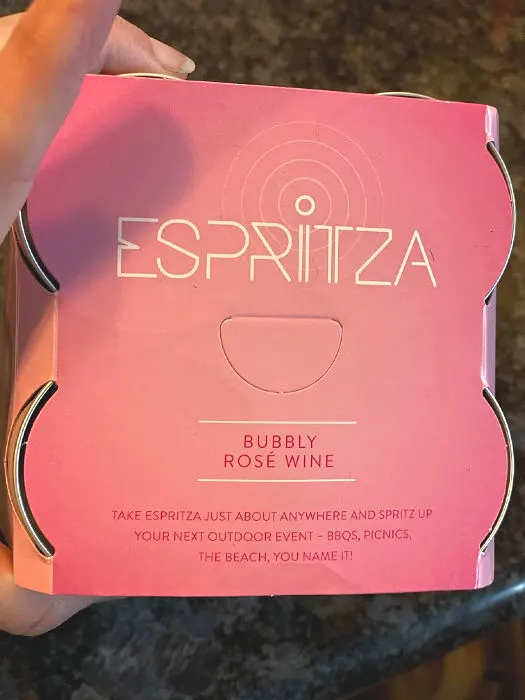 ESPRITZA
BUBBLY
ROSÉ WINE
TAKE ESPRITZA JUST ABOUT ANYWHERE AND SPRITZ UP
YOUR NEXT OUTDOOR EVENT – BBQS, PICNICS,
THE BEACH, YOU NAME IT!